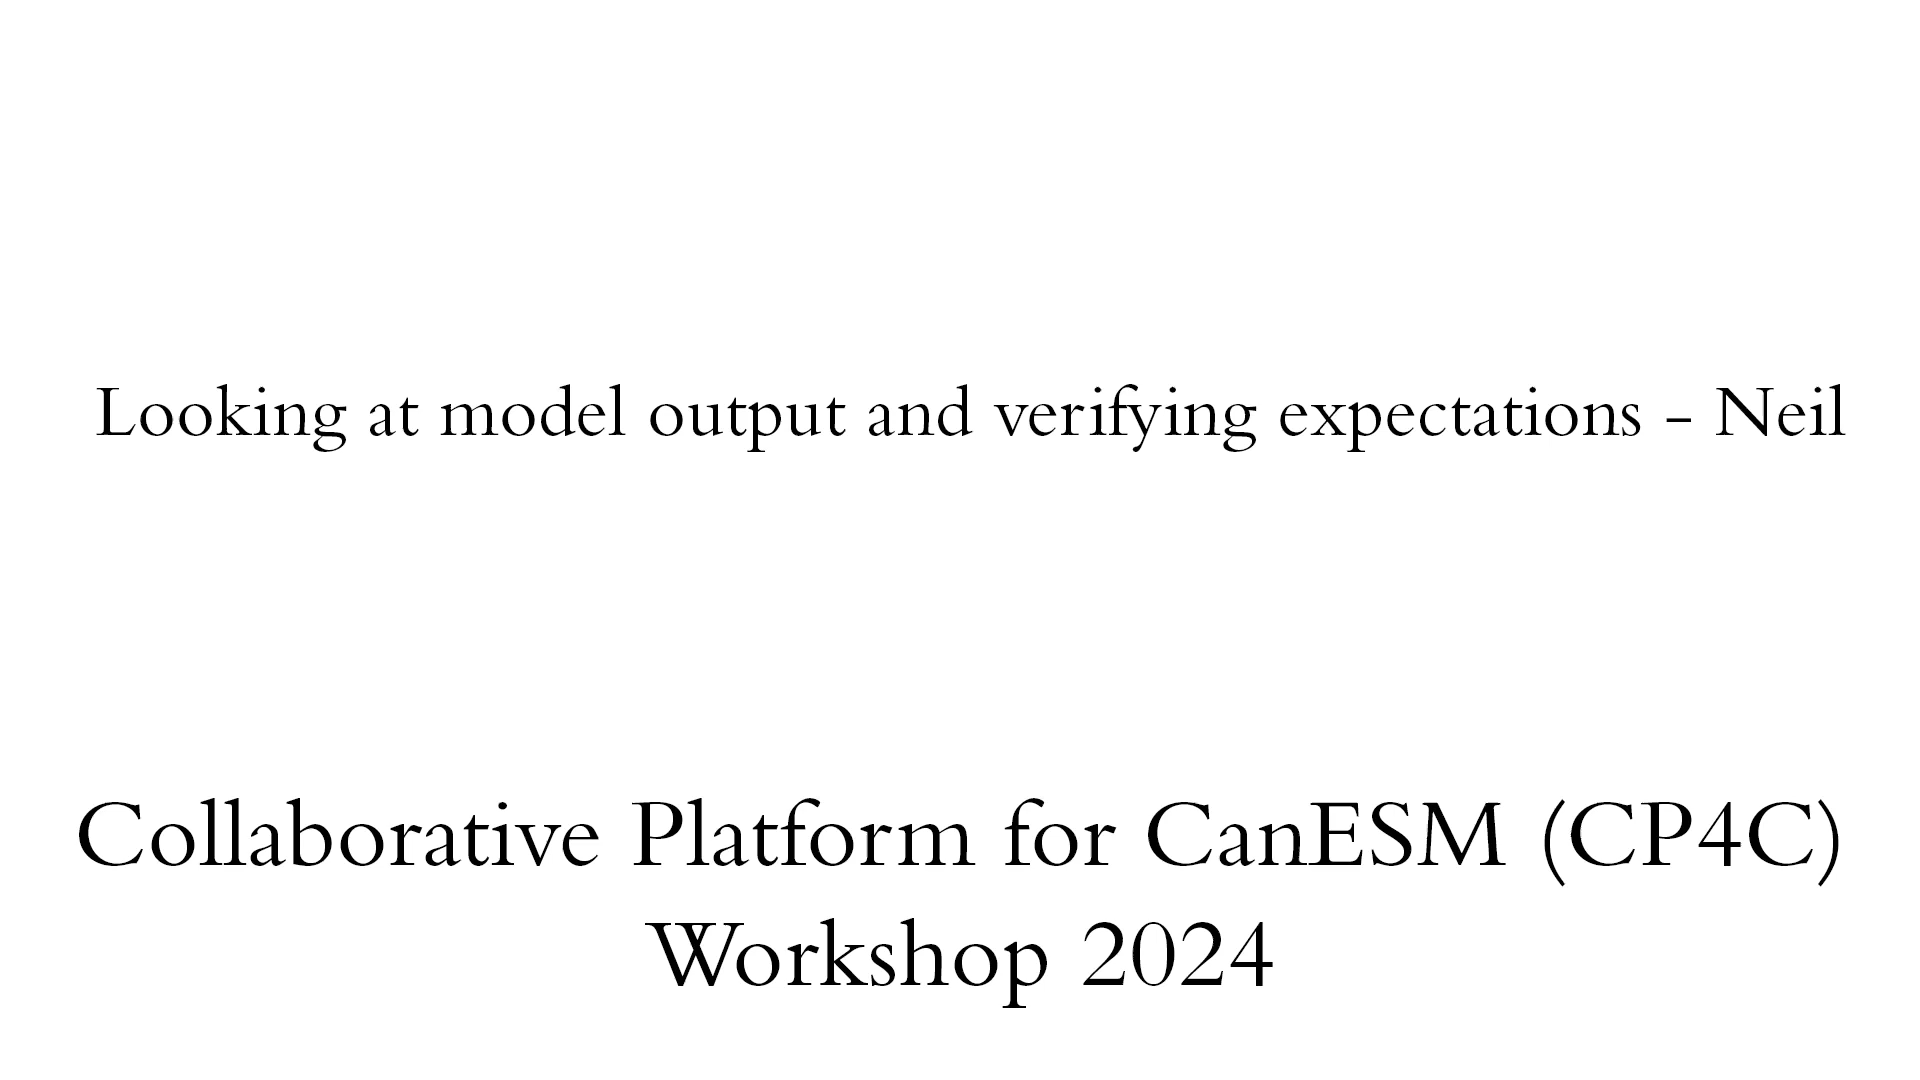 Looking at model output and verifying expectations - Neil
Collaborative Platform for CanESM (CP4C)
Workshop 2024